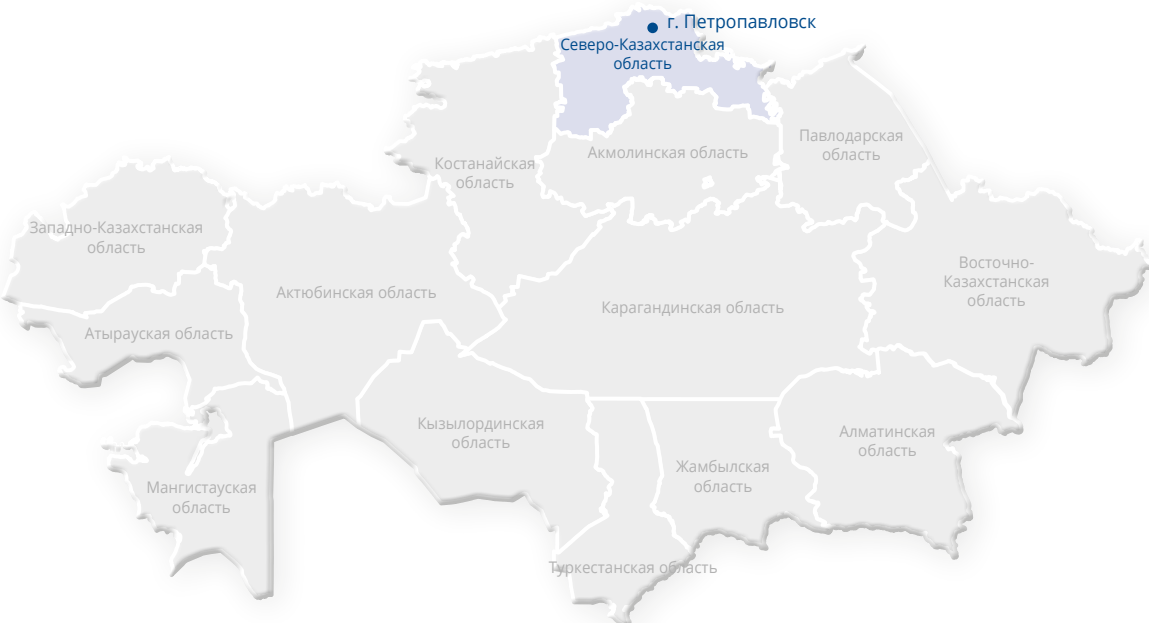 г. Петропавловск
Северо-Казахстанская
область
Павлодарская
область
Акмолинская область
Костанайская
область
Западно-Казахстанская
область
Восточно-
Казахстанская
область
Актюбинская область
Карагандинская область
Атырауская область
Кызылординская
область
Алматинская
область
Жамбылская
область
Мангистауская
область
Туркестанская область